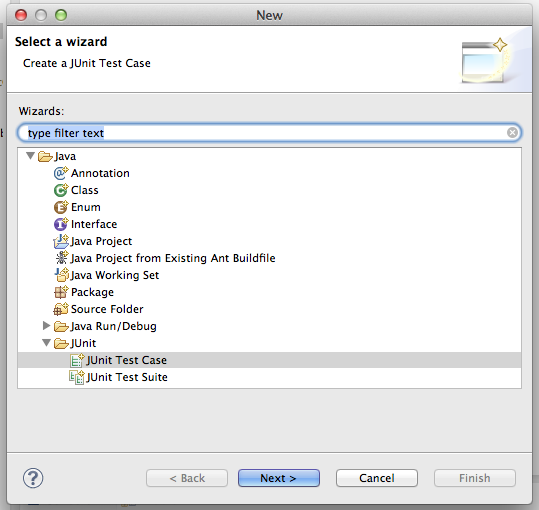 New
Select a wizard
Create a JUnit Test Case
Wizards:
type filter text
Java
Annotation
Class
Enum
Interface
Java Project
Java Project from Existing Ant Buildfile
Java Working Set
Package
Source Folder
Java Run/Debug
JUnit
JUnit Test Case
JUnit Test Suite
? < Back Next > Cancel Finish